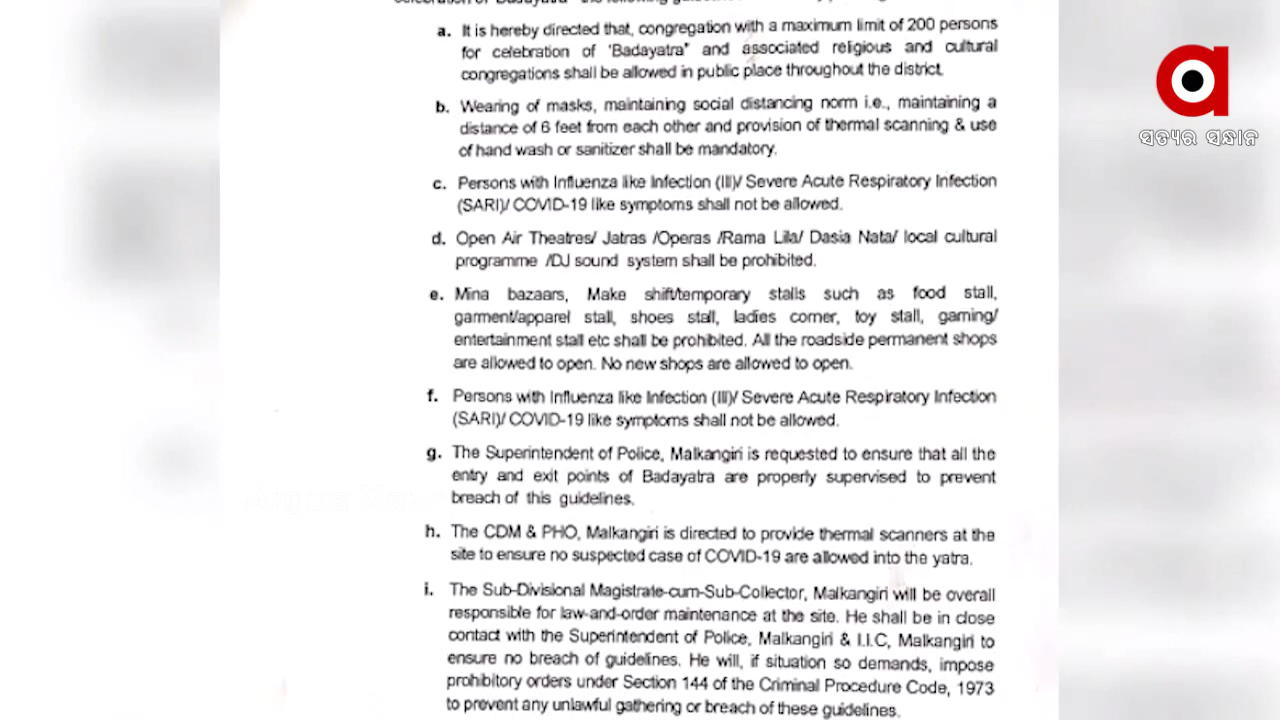 a. It is hereby directed that, congregation with a maximum limit of 200 persons
for celebration of 'Badayatra" and associated religious and cultural
congregations shall be allowed in public place throughout the district.
b. Wearing of masks, maintaining social distancing norm i.e., maintaining a
distance of 6 feet from each other and provision of thermal scanning & use
of hand wash or sanitizer shall be mandatory.
c. Persons with Influenza like Infection (Ill)/ Severe Acute Respiratory Infection
(SARI)/ COVID-19 like symptoms shall not be allowed.
d. Open Air Theatres/ Jatras /Operas /Rama Lila/ Dasia Nata/ local cultural
programme /DJ sound system shall be prohibited.
e. Mina bazaars, Make shift/temporary stalls such as food stall,
garment/apparel stall, shoes stall, ladies corner, toy stall, gaming/
entertainment stall etc shall be prohibited. All the roadside permanent shops
are allowed to open. No new shops are allowed to open.
f. Persons with Influenza like Infection (Ill)/ Severe Acute Respiratory Infection
(SARI)/ COVID-19 like symptoms shall not be allowed.
g. The Superintendent of Police, Malkangiri is requested to ensure that all the
entry and exit points of Badayatra are properly supervised to prevent
breach of this guidelines.
h. The CDM & PHO, Malkangiri is directed to provide thermal scanners at the
site to ensure no suspected case of COVID-19 are allowed into the yatra.
i. The Sub-Divisional Magistrate-cum-Sub-Collector, Malkangiri will be overall
responsible for law-and-order maintenance at the site. He shall be in close
contact with the Superintendent of Police, Malkangiri & I.I.C, Malkangiri to
ensure no breach of guidelines. He will, if situation so demands, impose
prohibitory orders under Section 144 of the Criminal Procedure Code, 1973
to prevent any unlawful gathering or breach of these guidelines.
ସତ୍ୟର ସନ୍ଧାନ